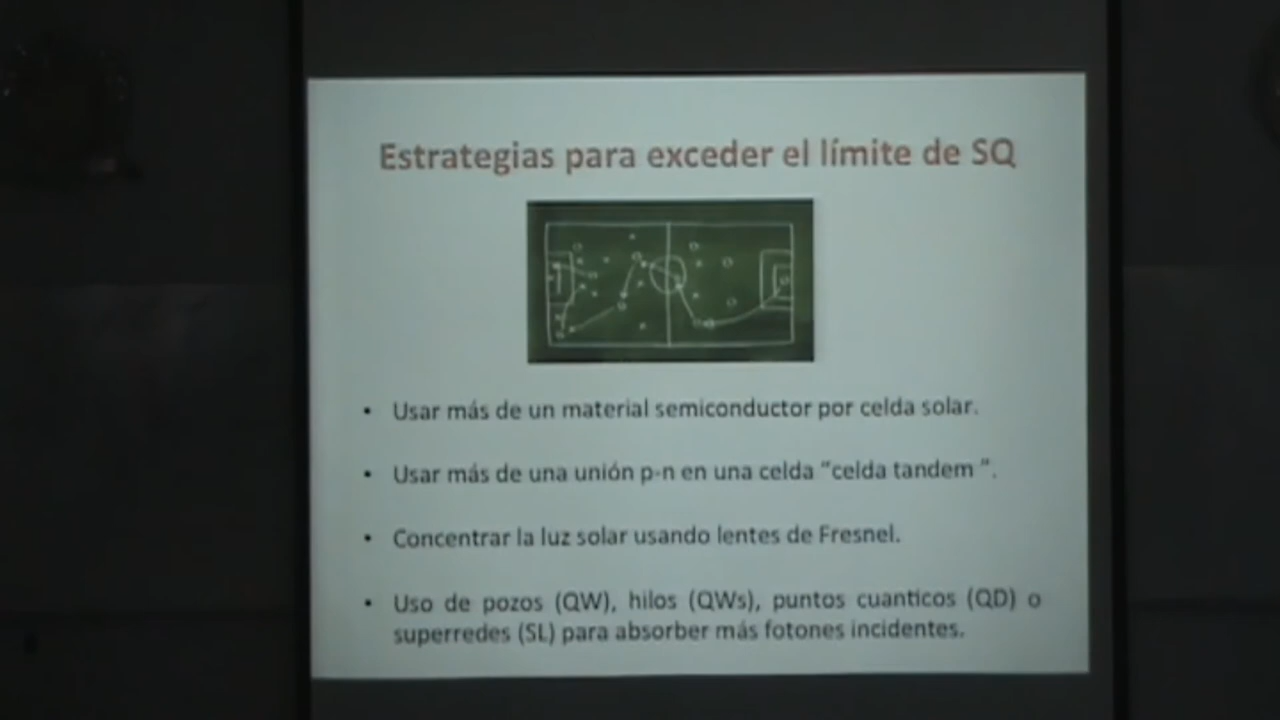 Estrategias para exceder el límite de SQ
• Usar más de un material semiconductor por celda solar.
• Usar más de una unión p-n en una celda “celda tandem ”.
• Concentrar la luz solar usando lentes de Fresnel.
• Uso de pozos (QW), hilos (QWs), puntos cuanticos (QD) o
superredes (SL) para absorber más fotones incidentes.